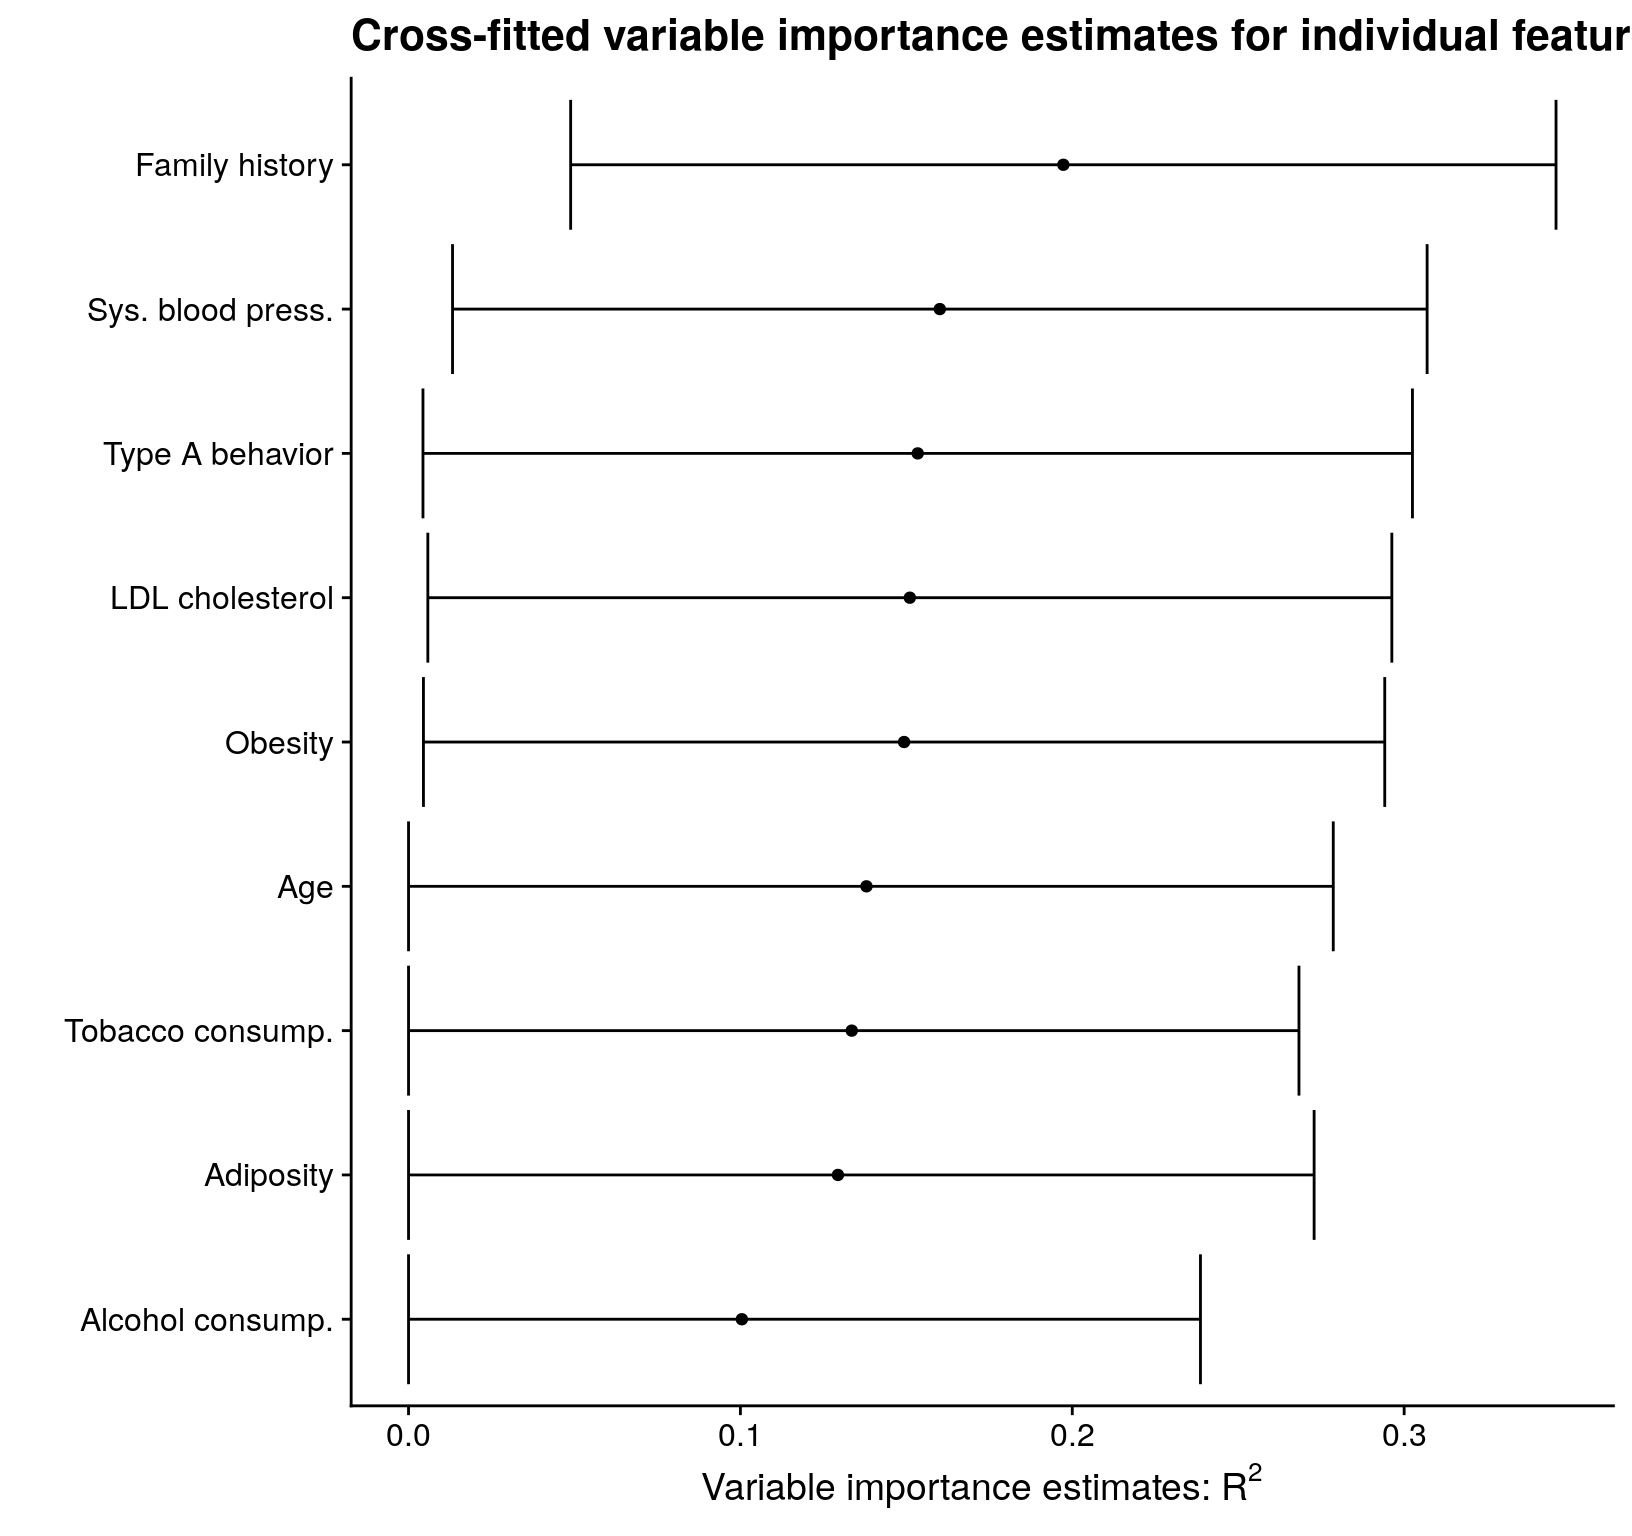 Cross-fitted variable importance estimates for individual featur
Family history
Sys. blood press.
Type A behavior
LDL cholesterol
Obesity
Age
Tobacco consump.
Adiposity
Alcohol consump.
0.0 0.1 0.2 0.3
Variable importance estimates: R²